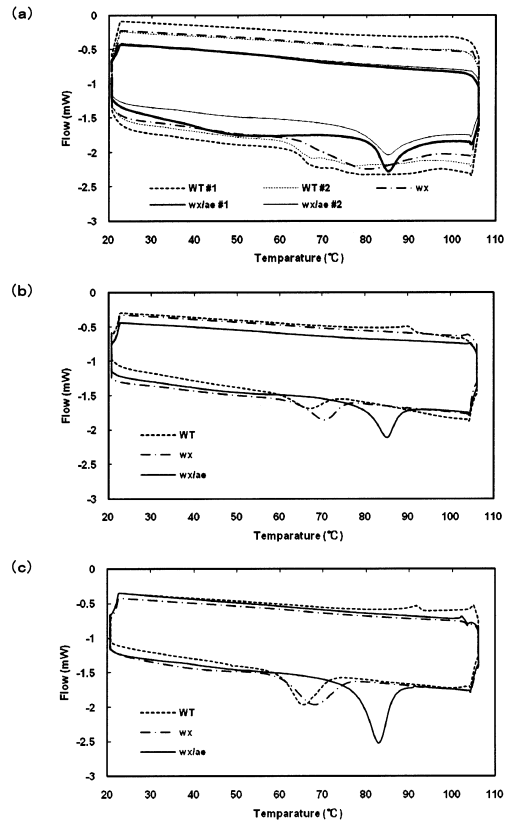 (a)
0
-0.5
-1
-1.5
-2
-2.5
-3
Flow (mW)
WT #1
WT #2
wx
wx/ae #1
wx/ae #2
20 30 40 50 60 70 80 90 100 110
Temparature (℃)
(b)
0
-0.5
-1
-1.5
-2
-2.5
-3
Flow (mW)
WT
wx
wx/ae
20 30 40 50 60 70 80 90 100 110
Temparature (℃)
(c)
0
-0.5
-1
-1.5
-2
-2.5
-3
Flow (mW)
WT
wx
wx/ae
20 30 40 50 60 70 80 90 100 110
Temparature (℃)